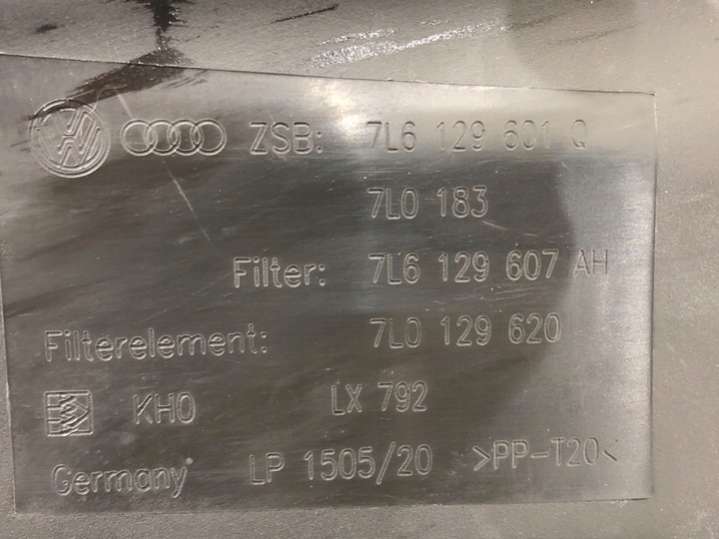 ZSB: 7L6 129 601 Q
7L0 183
Filter: 7L6 129 607 AH
Filterelement: 7L0 129 620
KHO LX 792
Germany LP 1505/20 >PP-T20<